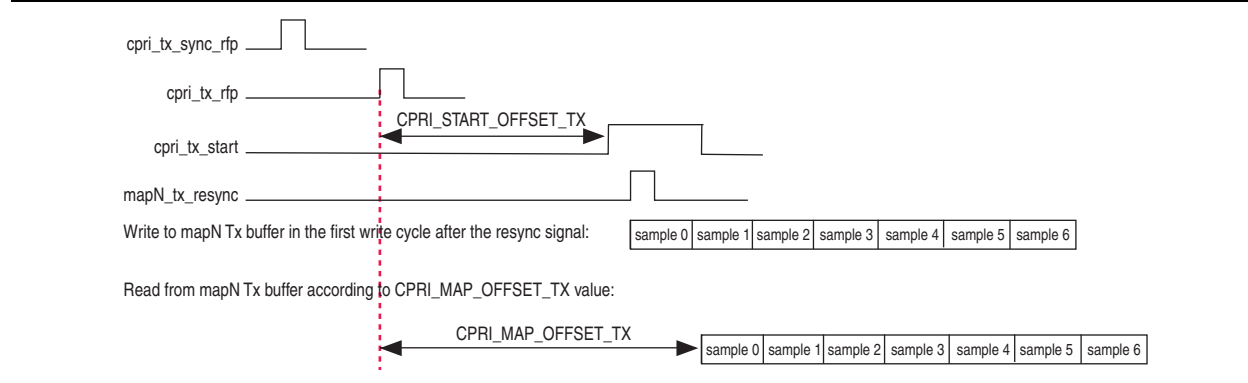 cpri_tx_sync_rfp
cpri_tx_rfp
CPRI_START_OFFSET_TX
cpri_tx_start
mapN_tx_resync
Write to mapN Tx buffer in the first write cycle after the resync signal:
sample 0 sample 1 sample 2 sample 3 sample 4 sample 5 sample 6
Read from mapN Tx buffer according to CPRI_MAP_OFFSET_TX value:
CPRI_MAP_OFFSET_TX
sample 0 sample 1 sample 2 sample 3 sample 4 sample 5 sample 6